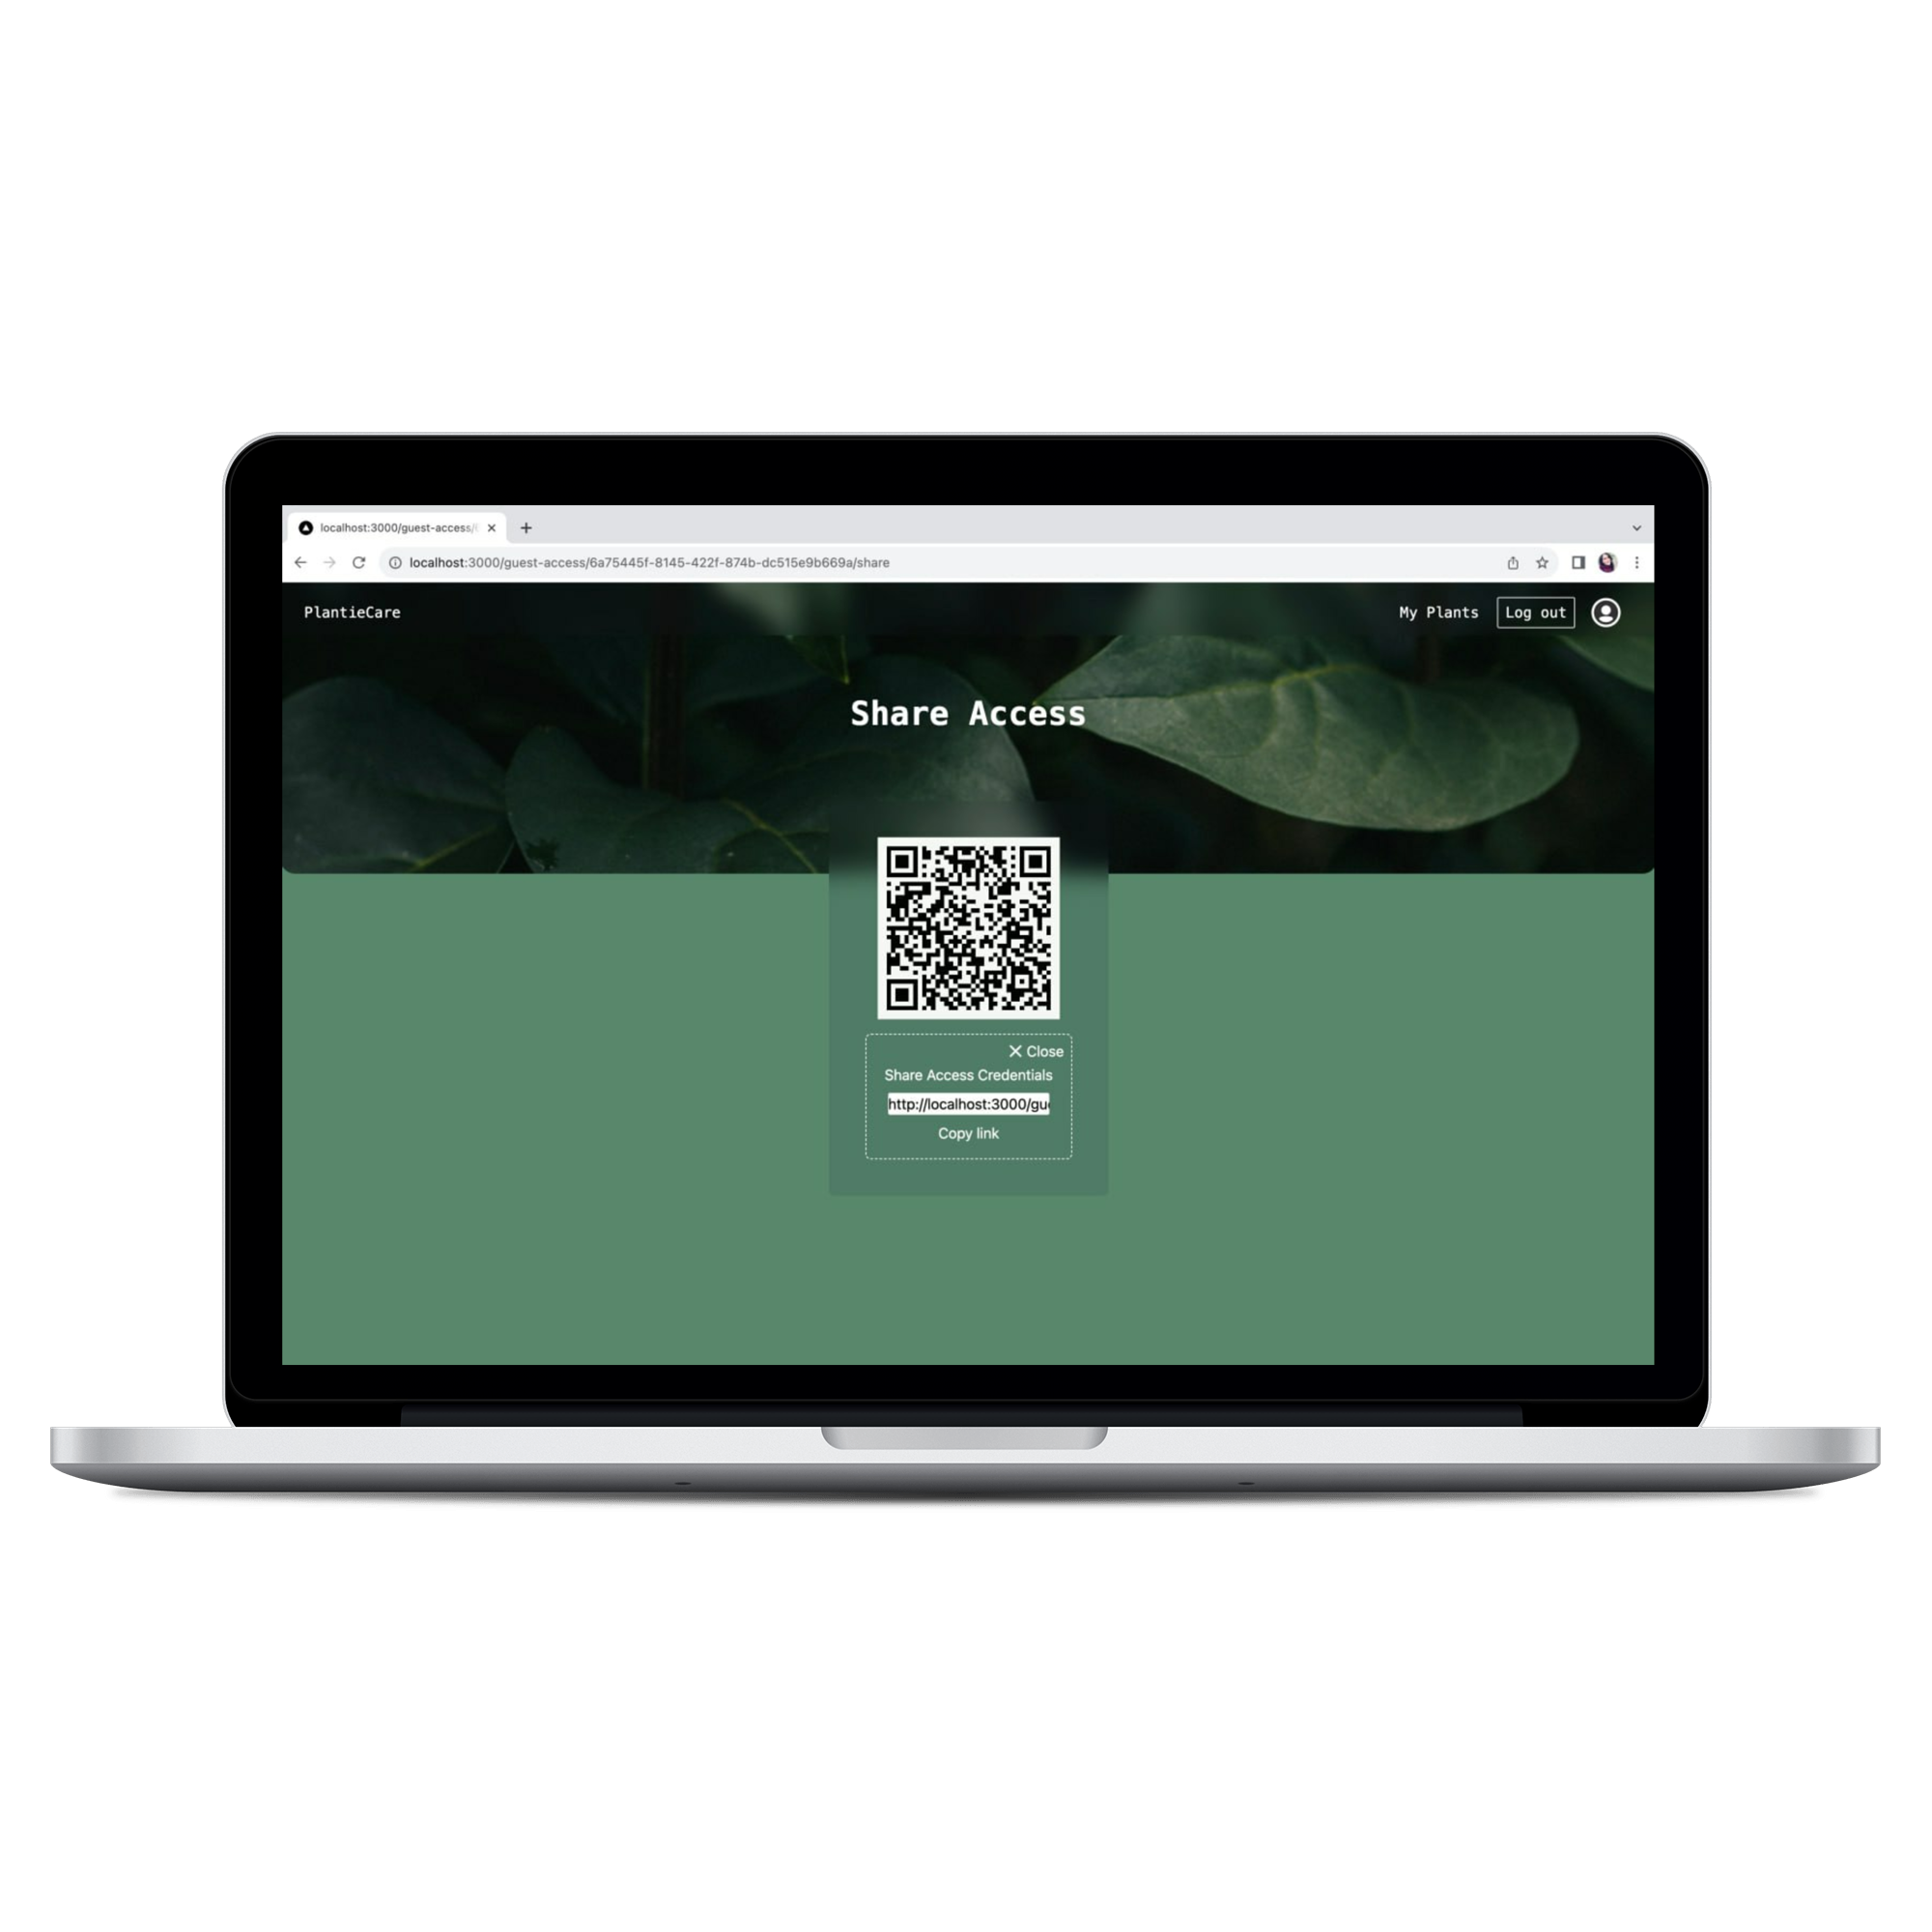 localhost:3000/guest-access/
localhost:3000/guest-access/6a75445f-8145-422f-874b-dc515e9b669a/share
PlantieCare
My Plants
Log out
Share Access
Close
Share Access Credentials
http://localhost:3000/gu
Copy link